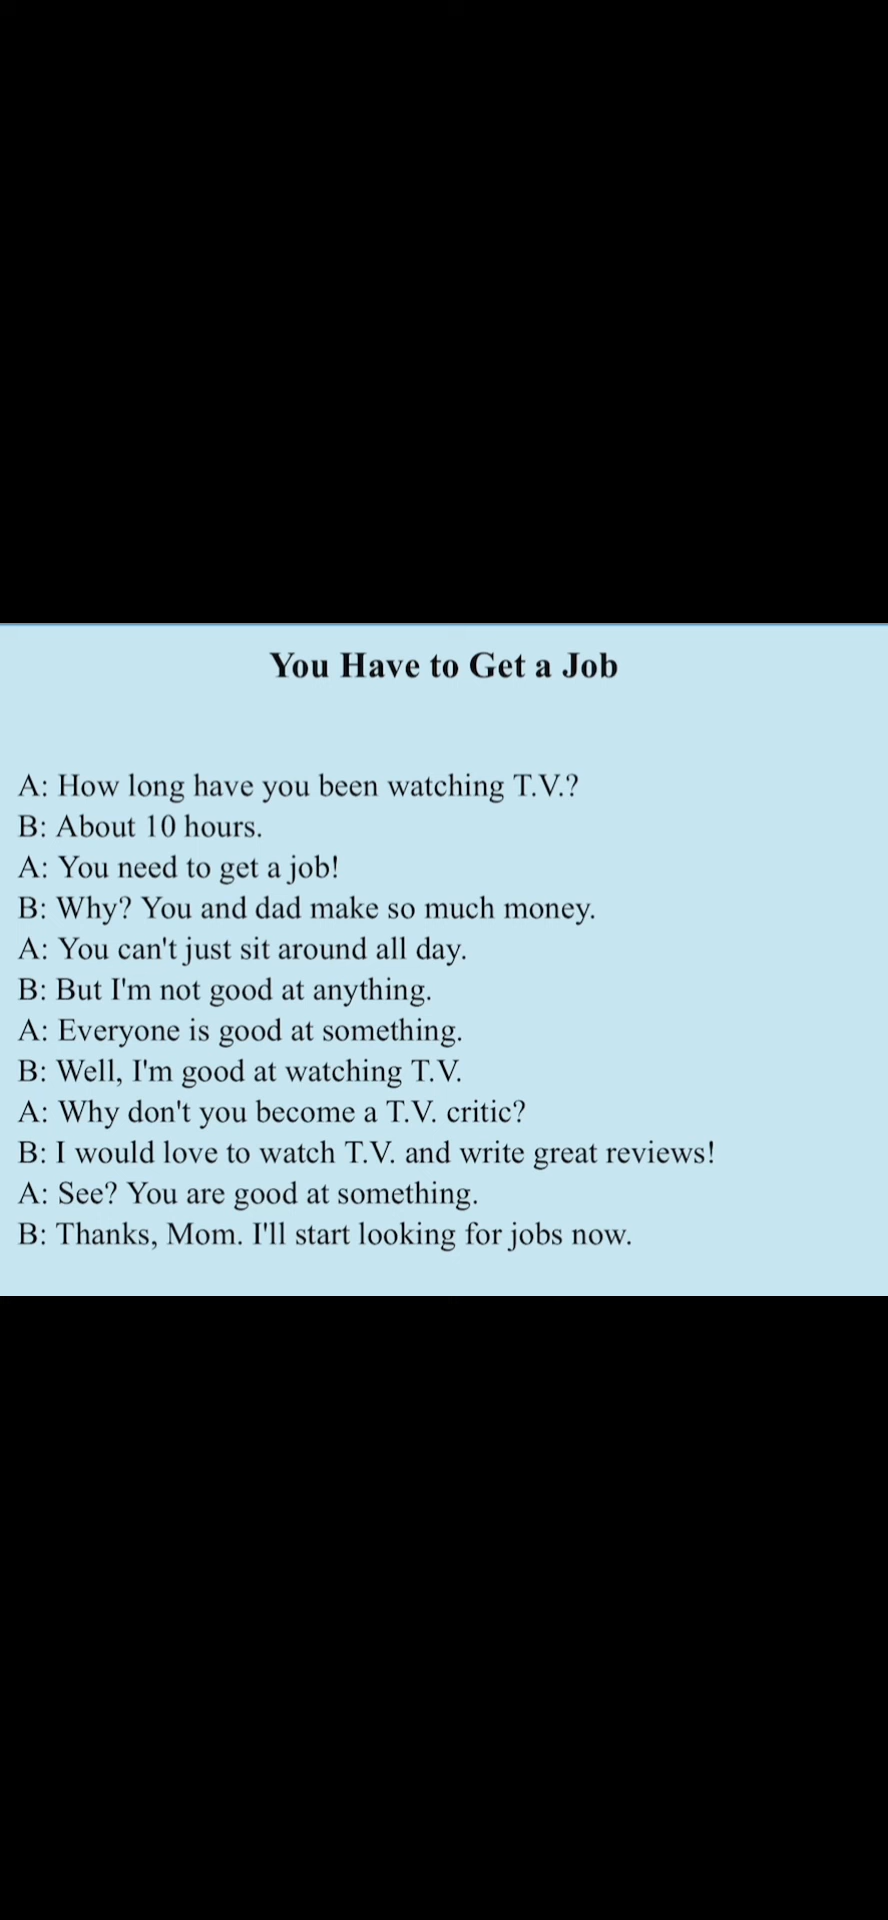 You Have to Get a Job
A: How long have you been watching T.V.?
B: About 10 hours.
A: You need to get a job!
B: Why? You and dad make so much money.
A: You can't just sit around all day.
B: But I'm not good at anything.
A: Everyone is good at something.
B: Well, I'm good at watching T.V.
A: Why don't you become a T.V. critic?
B: I would love to watch T.V. and write great reviews!
A: See? You are good at something.
B: Thanks, Mom. I'll start looking for jobs now.